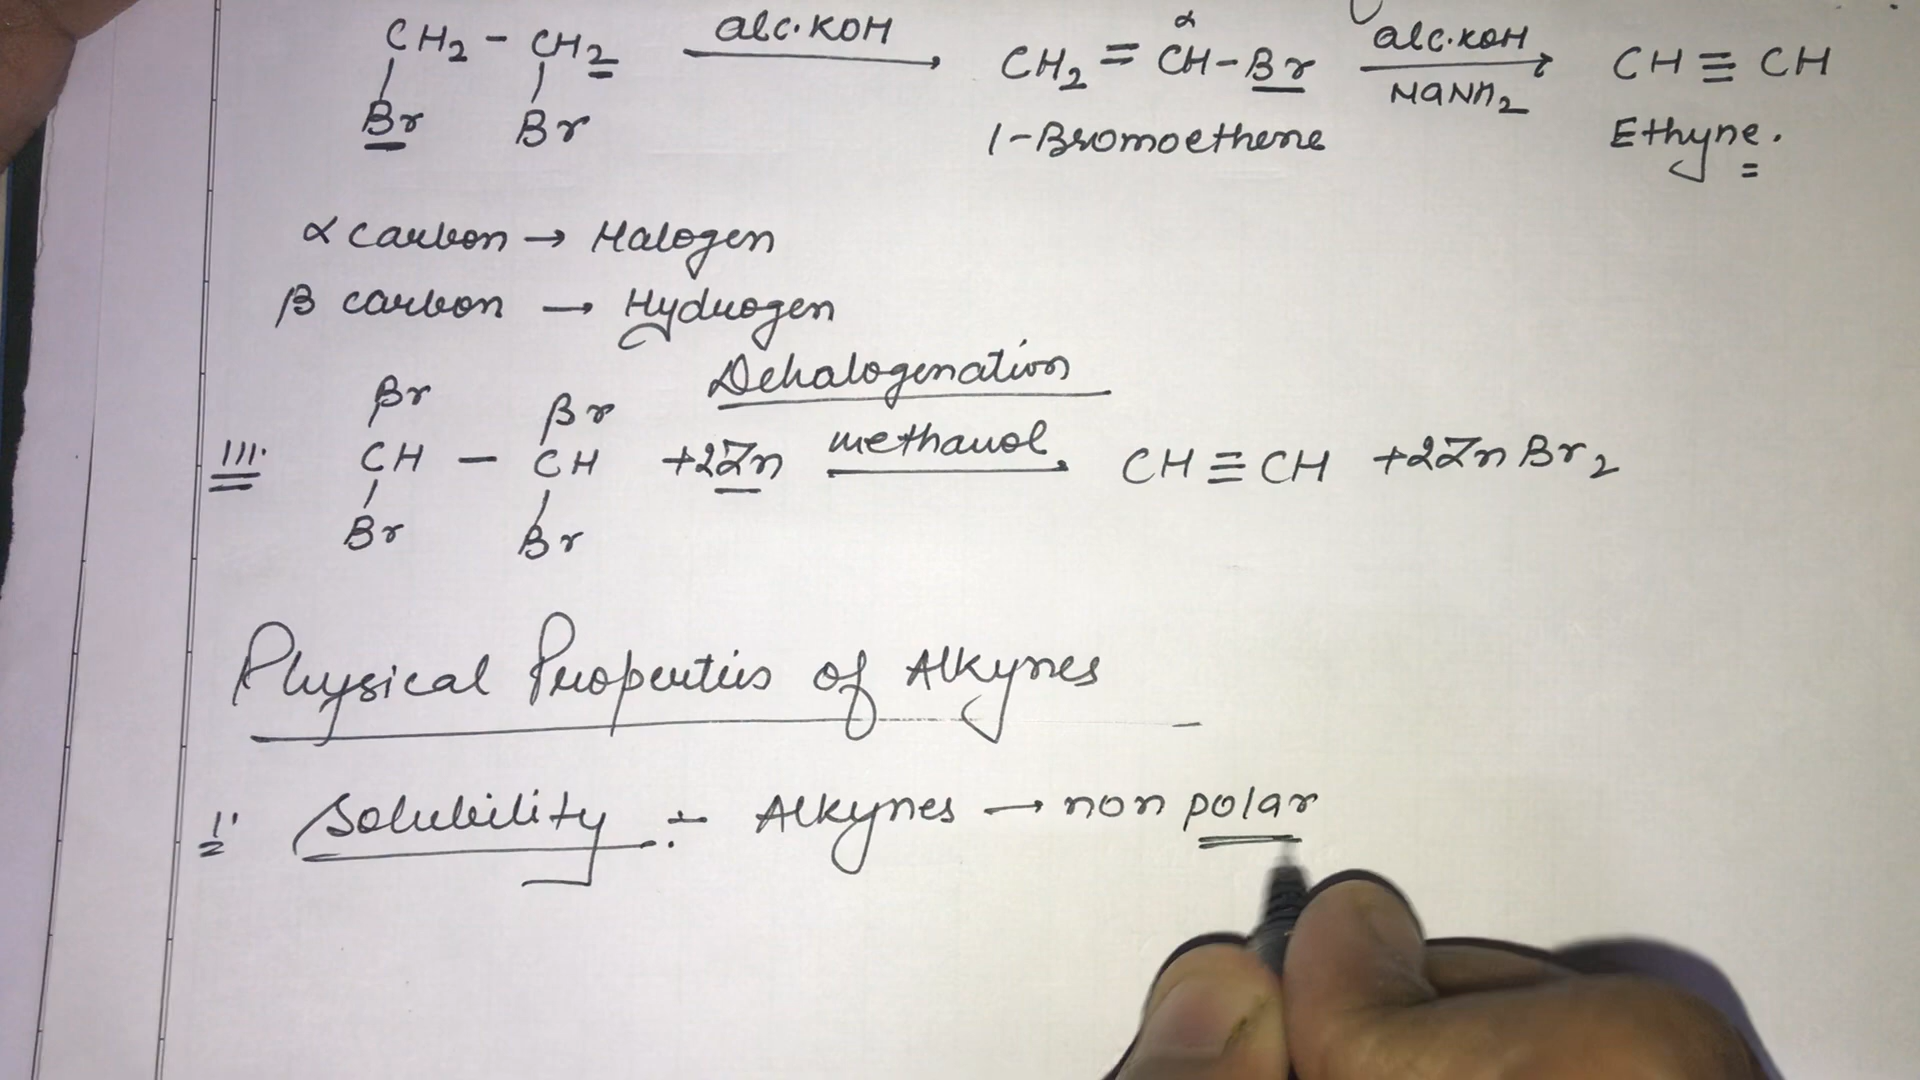 CH2 - CH2 alc.KOH → CH2 = CH-Br alc.KOH → CH ≡ CH
α
Br Br 1-Bromoethene NaNH2 Ethyne.
α carbon → Halogen
β carbon → Hydrogen
Dehalogenation
Br Br
III. CH - CH +2Zn methanol → CH ≡ CH +2ZnBr2
Br Br
Physical Properties of Alkynes
1. Solubility :- Alkynes → non polar